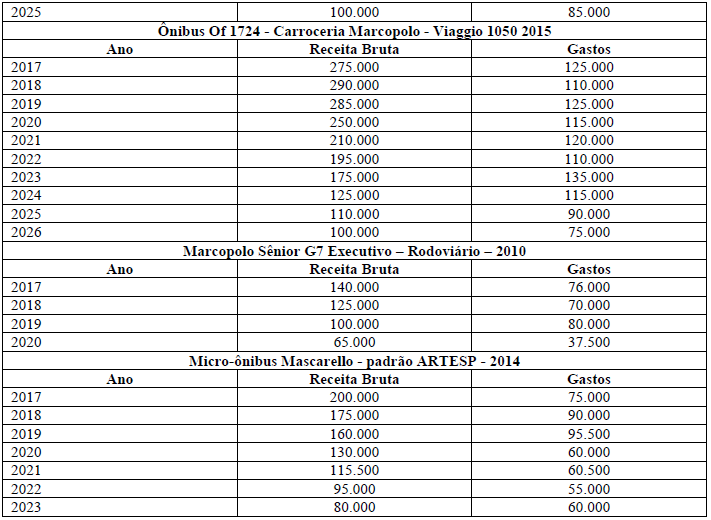 2025 100.000 85.000
Ônibus Of 1724 - Carroceria Marcopolo - Viaggio 1050 2015
Ano Receita Bruta Gastos
2017 275.000 125.000
2018 290.000 110.000
2019 285.000 125.000
2020 250.000 115.000
2021 210.000 120.000
2022 195.000 110.000
2023 175.000 135.000
2024 125.000 115.000
2025 110.000 90.000
2026 100.000 75.000
Marcopolo Sênior G7 Executivo – Rodoviário – 2010
Ano Receita Bruta Gastos
2017 140.000 76.000
2018 125.000 70.000
2019 100.000 80.000
2020 65.000 37.500
Micro-ônibus Mascarello - padrão ARTESP - 2014
Ano Receita Bruta Gastos
2017 200.000 75.000
2018 175.000 90.000
2019 160.000 95.500
2020 130.000 60.000
2021 115.500 60.500
2022 95.000 55.000
2023 80.000 60.000